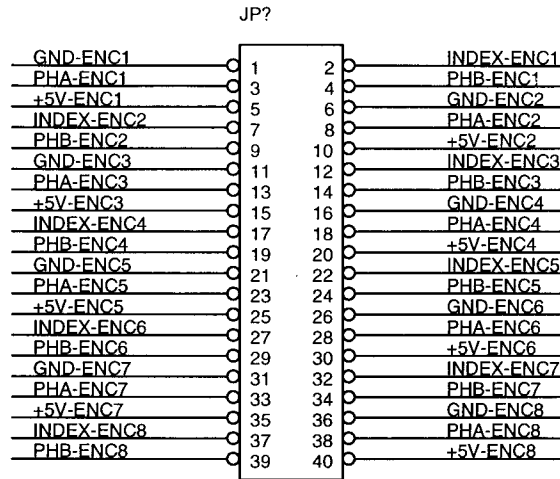 JP?
GND-ENC1 1 2 INDEX-ENC1
PHA-ENC1 3 4 PHB-ENC1
+5V-ENC1 5 6 GND-ENC2
INDEX-ENC2 7 8 PHA-ENC2
PHB-ENC2 9 10 +5V-ENC2
GND-ENC3 11 12 INDEX-ENC3
PHA-ENC3 13 14 PHB-ENC3
+5V-ENC3 15 16 GND-ENC4
INDEX-ENC4 17 18 PHA-ENC4
PHB-ENC4 19 20 +5V-ENC4
GND-ENC5 21 22 INDEX-ENC5
PHA-ENC5 23 24 PHB-ENC5
+5V-ENC5 25 26 GND-ENC6
INDEX-ENC6 27 28 PHA-ENC6
PHB-ENC6 29 30 +5V-ENC6
GND-ENC7 31 32 INDEX-ENC7
PHA-ENC7 33 34 PHB-ENC7
+5V-ENC7 35 36 GND-ENC8
INDEX-ENC8 37 38 PHA-ENC8
PHB-ENC8 39 40 +5V-ENC8